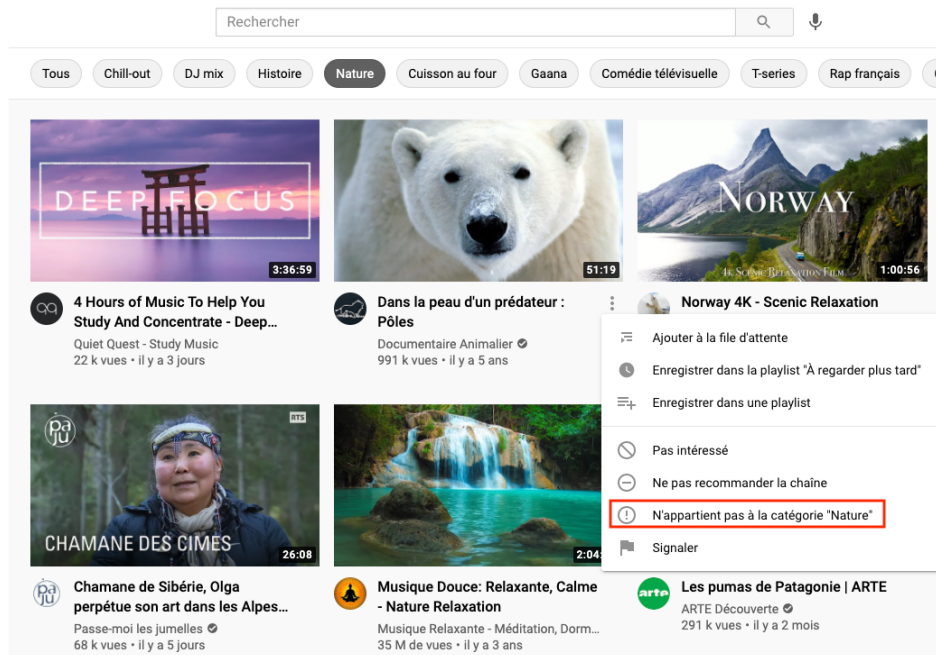 Rechercher
Tous Chill-out DJ mix Histoire Nature Cuisson au four Gaana Comédie télévisuelle T-series Rap français
DEEP FOCUS
3:36:59
51:19
NORWAY
4K SCENIC RELAXATION FILM
1:00:56
4 Hours of Music To Help You
Study And Concentrate - Deep...
Quiet Quest - Study Music
22 k vues • il y a 3 jours
Dans la peau d'un prédateur :
Pôles
Documentaire Animalier
991 k vues • il y a 5 ans
Norway 4K - Scenic Relaxation
Ajouter à la file d'attente
Enregistrer dans la playlist "À regarder plus tard"
Enregistrer dans une playlist
Pas intéressé
Ne pas recommander la chaîne
N'appartient pas à la catégorie "Nature"
Signaler
pajú
RTS
CHAMANE DES CIMES
26:08
2:04:
pajú
Chamane de Sibérie, Olga
perpétue son art dans les Alpes...
Passe-moi les jumelles
68 k vues • il y a 5 jours
Musique Douce: Relaxante, Calme
- Nature Relaxation
Musique Relaxante - Méditation, Dorm...
35 M de vues • il y a 3 ans
arte
Les pumas de Patagonie | ARTE
ARTE Découverte
291 k vues • il y a 2 mois